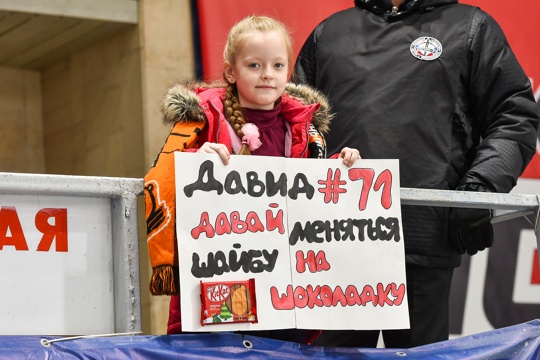 Давид #71
давай меняться
шайбу на
шоколадку
KitKat
АЯ